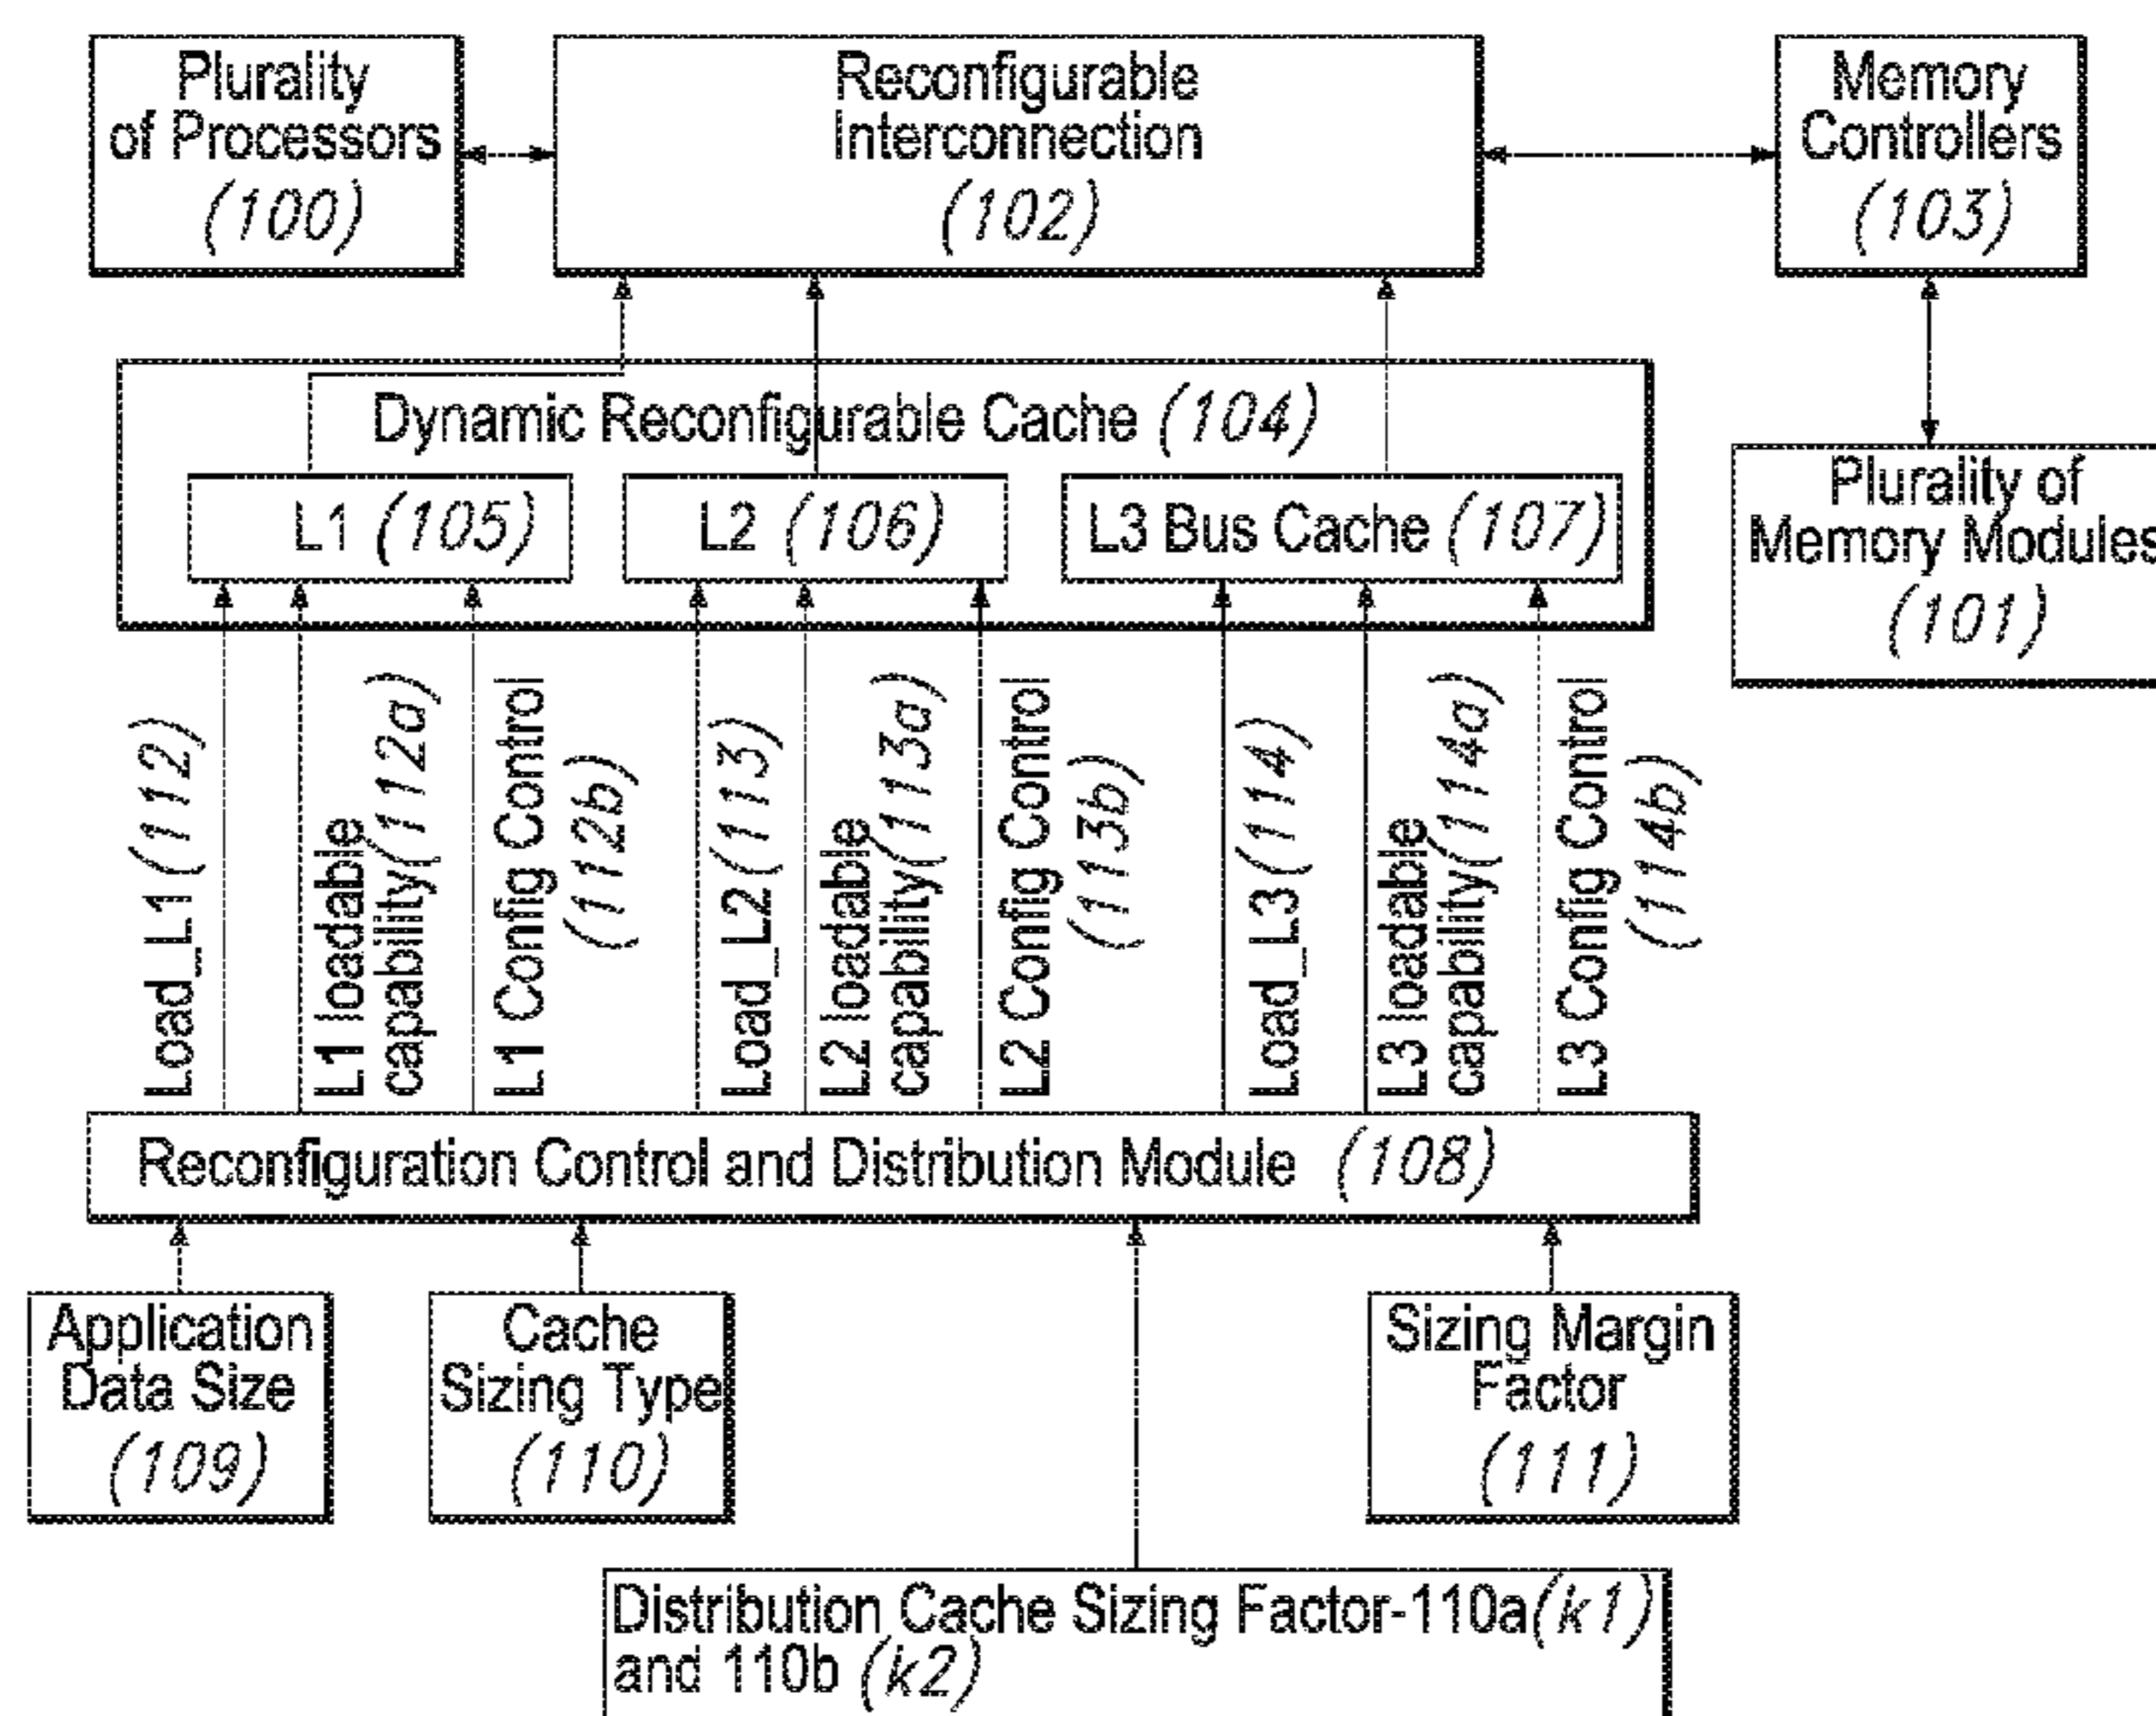 Plurality
of Processors
(100)
Reconfigurable
Interconnection
(102)
Memory
Controllers
(103)
Dynamic Reconfigurable Cache (104)
L1 (105)
L2 (106)
L3 Bus Cache (107)
Plurality of
Memory Modules
(101)
Load_L1 (112)
L1 loadable
capability(112a)
L1 Config Control
(112b)
Load_L2 (113)
L2 loadable
capability(113a)
L2 Config Control
(113b)
Load_L3 (114)
L3 loadable
capability(114a)
L3 Config Control
(114b)
Reconfiguration Control and Distribution Module (108)
Application
Data Size
(109)
Cache
Sizing Type
(110)
Sizing Margin
Factor
(111)
Distribution Cache Sizing Factor-110a(k1)
and 110b (k2)